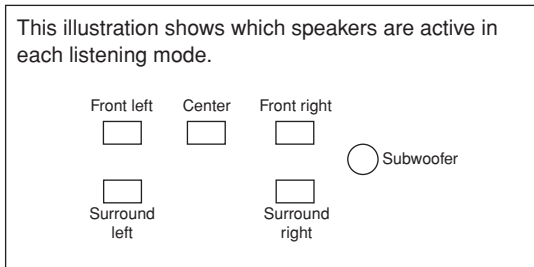 This illustration shows which speakers are active in
each listening mode.
Front left
Center
Front right
Subwoofer
Surround
left
Surround
right